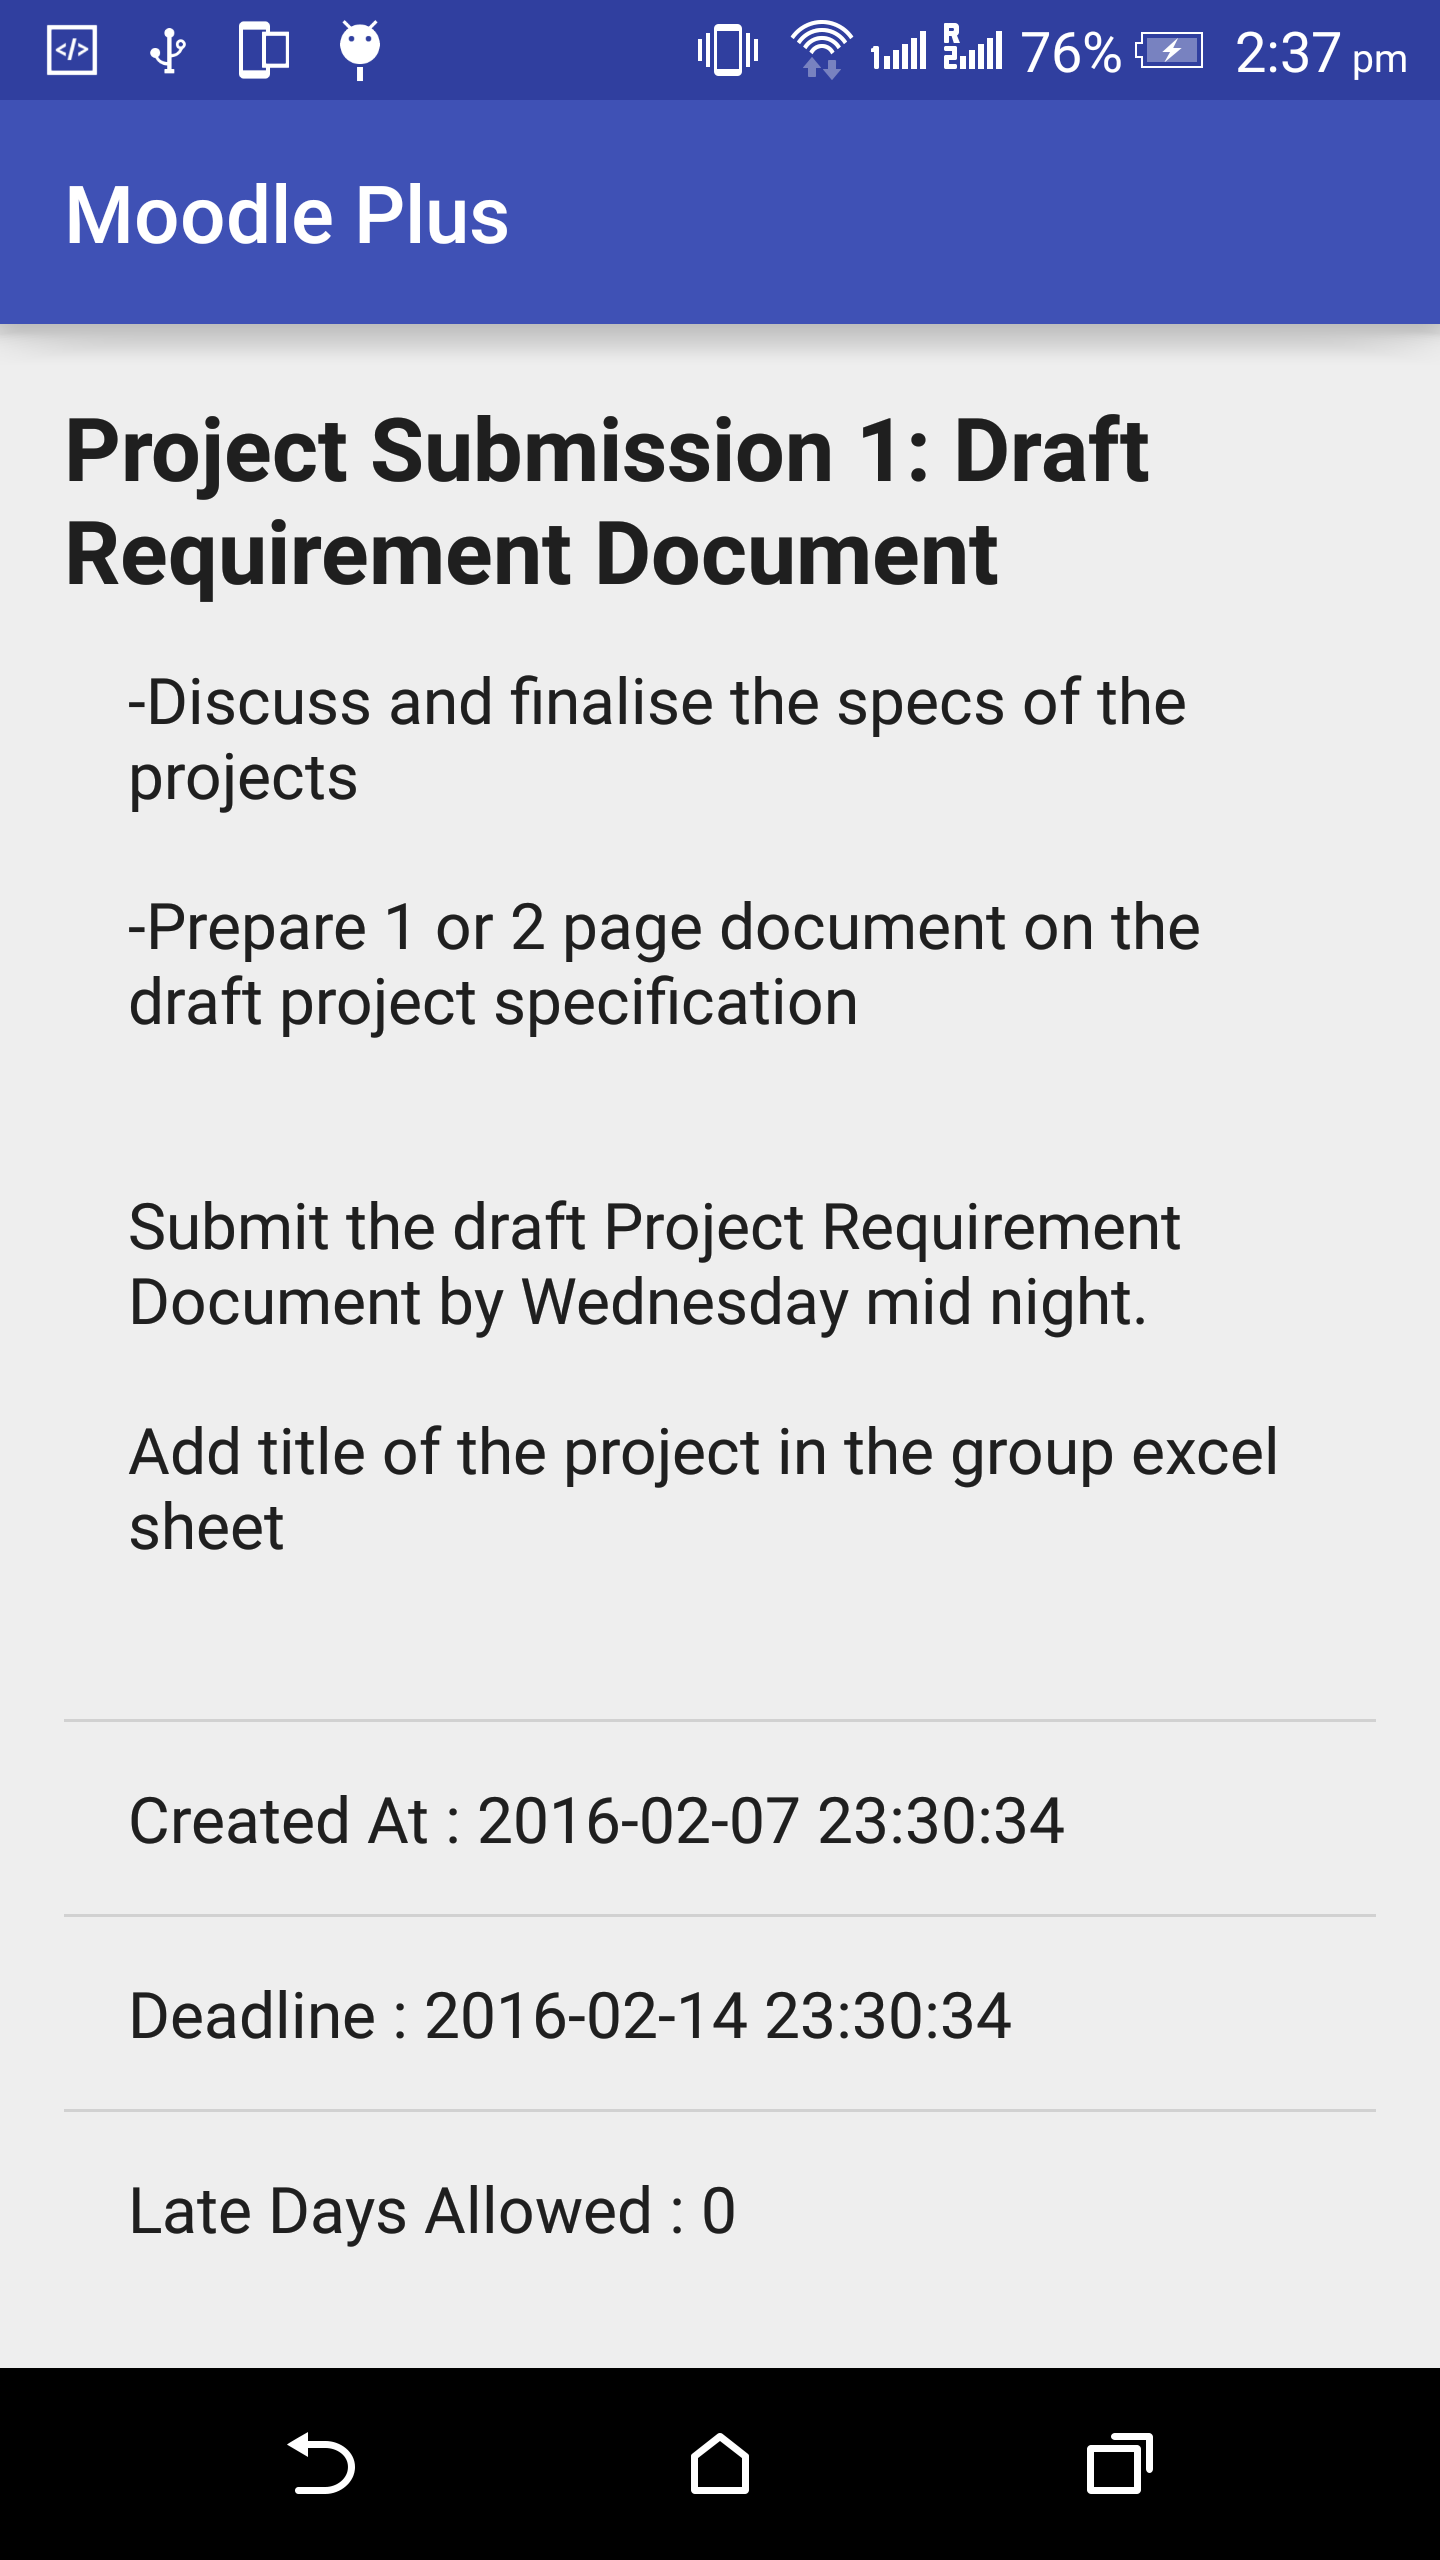 76% 2:37 pm
Moodle Plus
Project Submission 1: Draft
Requirement Document
-Discuss and finalise the specs of the
projects
-Prepare 1 or 2 page document on the
draft project specification
Submit the draft Project Requirement
Document by Wednesday mid night.
Add title of the project in the group excel
sheet
Created At : 2016-02-07 23:30:34
Deadline : 2016-02-14 23:30:34
Late Days Allowed : 0